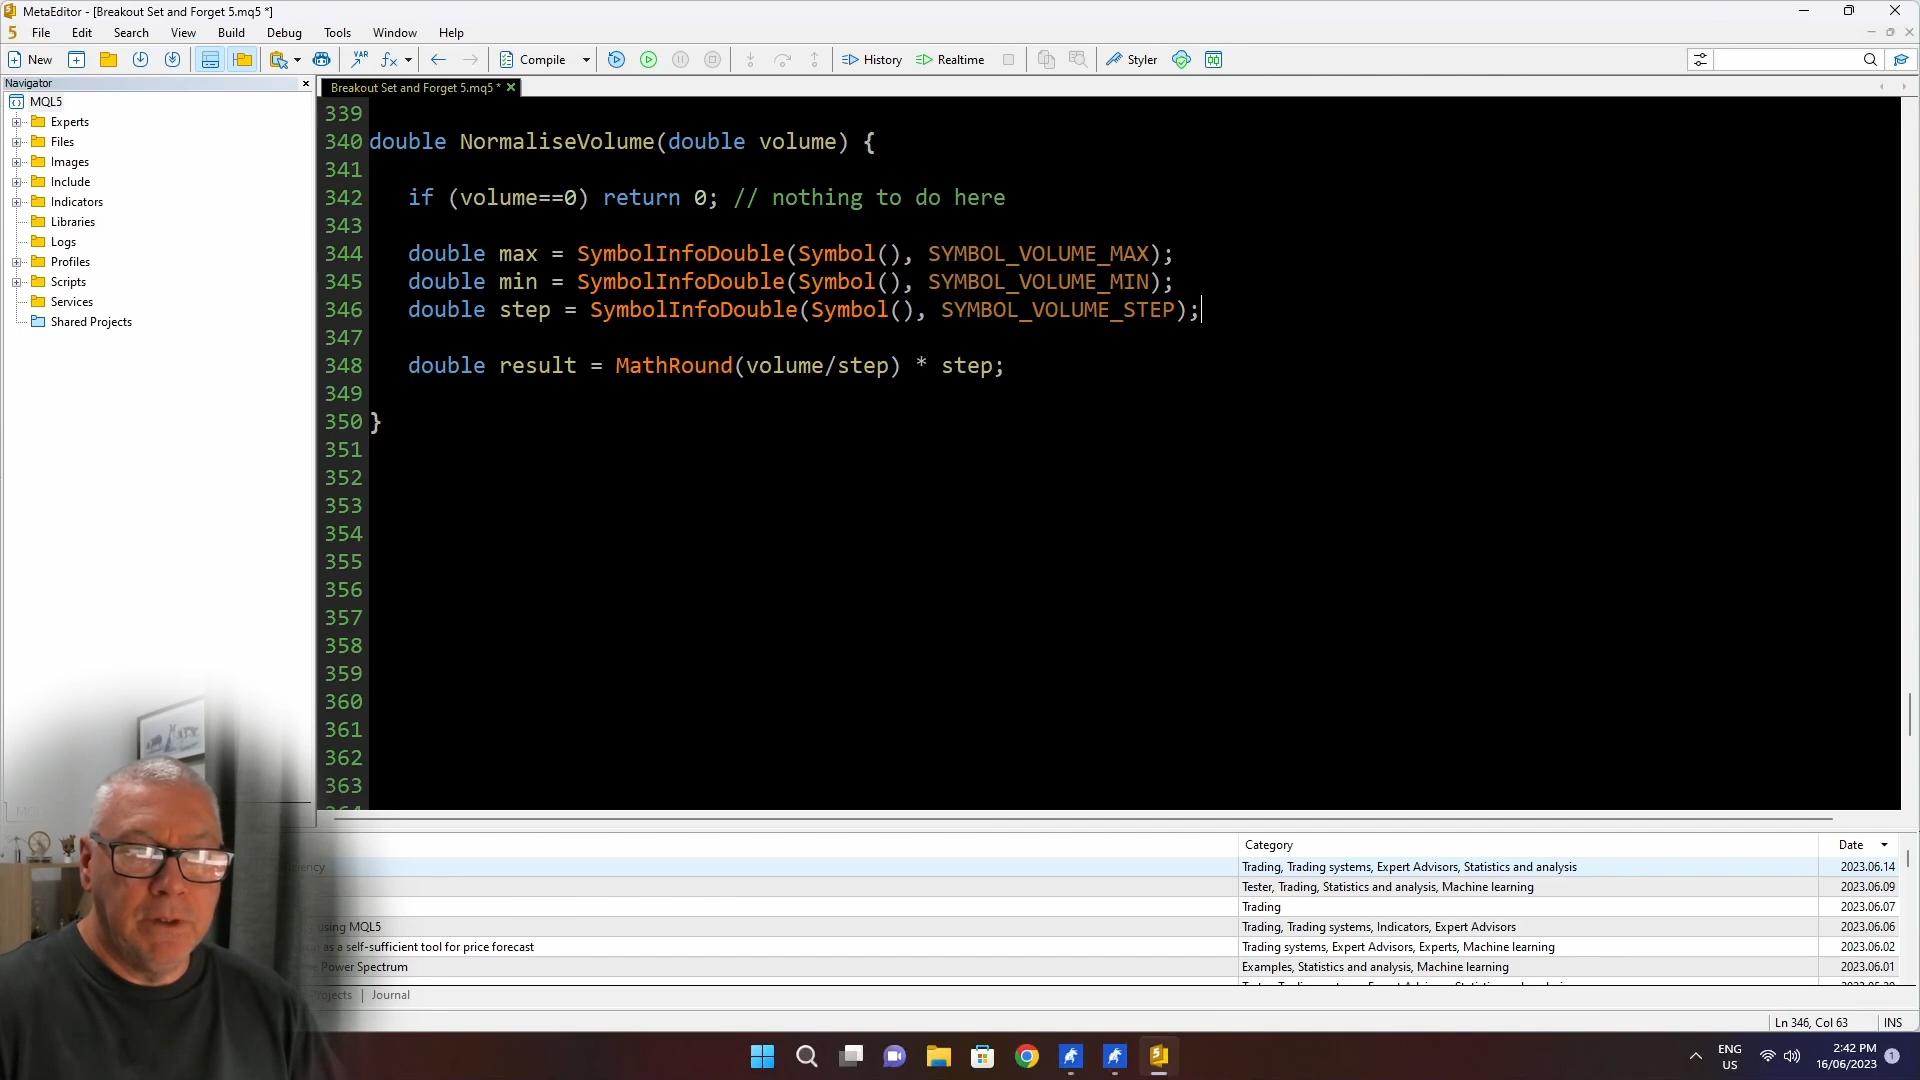 MetaEditor - [Breakout Set and Forget 5.mq5 *]
File Edit Search View Build Debug Tools Window Help
New VAR fx Compile History Realtime Styler
Navigator
MQL5
Experts
Files
Images
Include
Indicators
Libraries
Logs
Profiles
Scripts
Services
Shared Projects
Breakout Set and Forget 5.mq5 *
339
340 double NormaliseVolume(double volume) {
341
342 if (volume==0) return 0; // nothing to do here
343
344 double max = SymbolInfoDouble(Symbol(), SYMBOL_VOLUME_MAX);
345 double min = SymbolInfoDouble(Symbol(), SYMBOL_VOLUME_MIN);
346 double step = SymbolInfoDouble(Symbol(), SYMBOL_VOLUME_STEP);
347
348 double result = MathRound(volume/step) * step;
349
350 }
351
352
353
354
355
356
357
358
359
360
361
362
363
Category Date
Trading, Trading systems, Expert Advisors, Statistics and analysis 2023.06.14
Tester, Trading, Statistics and analysis, Machine learning 2023.06.09
Trading 2023.06.07
using MQL5 Trading, Trading systems, Indicators, Expert Advisors 2023.06.06
as a self-sufficient tool for price forecast Trading systems, Expert Advisors, Experts, Machine learning 2023.06.02
Power Spectrum Examples, Statistics and analysis, Machine learning 2023.06.01
Projects | Journal
Ln 346, Col 63 INS
ENG
US
2:42 PM
16/06/2023
1